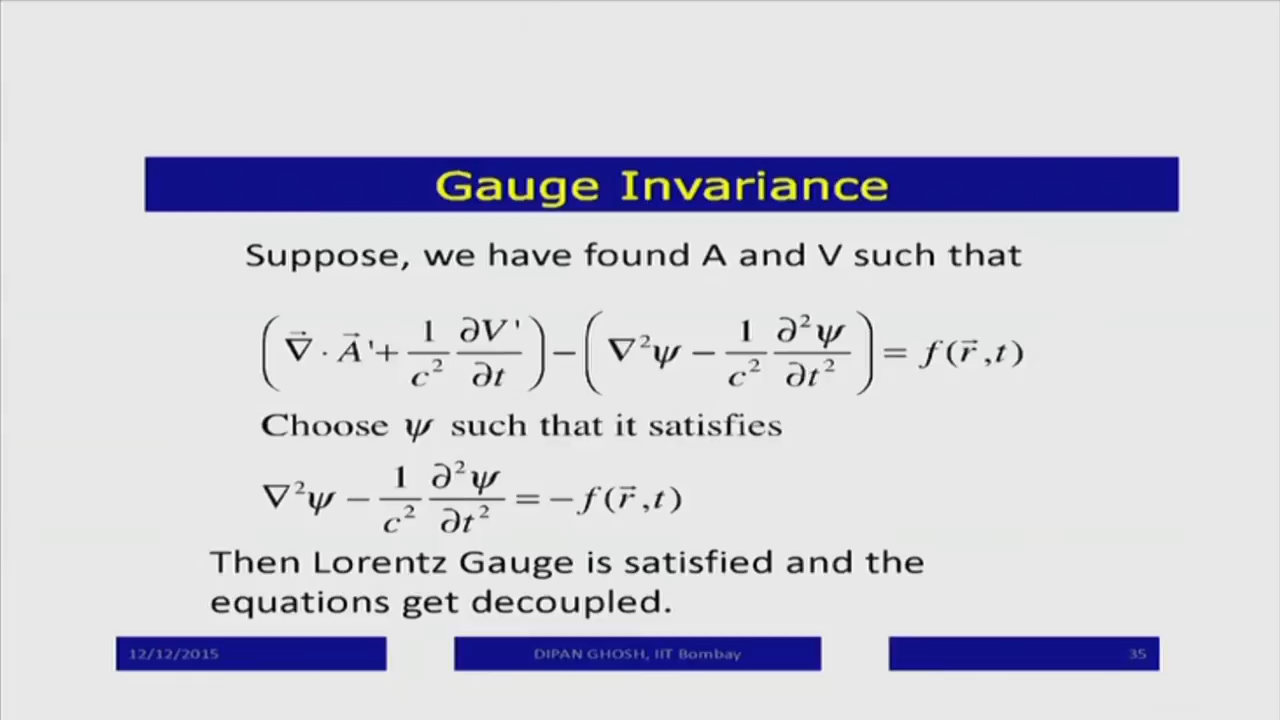 Gauge Invariance
Suppose, we have found A and V such that
(∇⃗ · A⃗ '+ 1/c² ∂V'/∂t) − (∇²ψ − 1/c² ∂²ψ/∂t²) = f(r⃗,t)
Choose ψ such that it satisfies
∇²ψ − 1/c² ∂²ψ/∂t² = −f(r⃗,t)
Then Lorentz Gauge is satisfied and the
equations get decoupled.
12/12/2015
DIPAN GHOSH, IIT Bombay
35